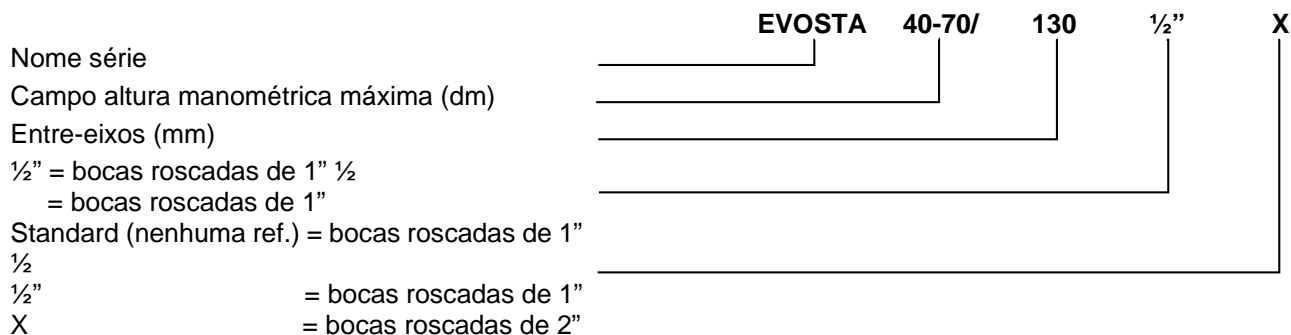 EVOSTA 40-70/ 130 ½” X
Nome série
Campo altura manométrica máxima (dm)
Entre-eixos (mm)
½” = bocas roscadas de 1” ½
= bocas roscadas de 1”
Standard (nenhuma ref.) = bocas roscadas de 1”
½
½” = bocas roscadas de 1”
X = bocas roscadas de 2”